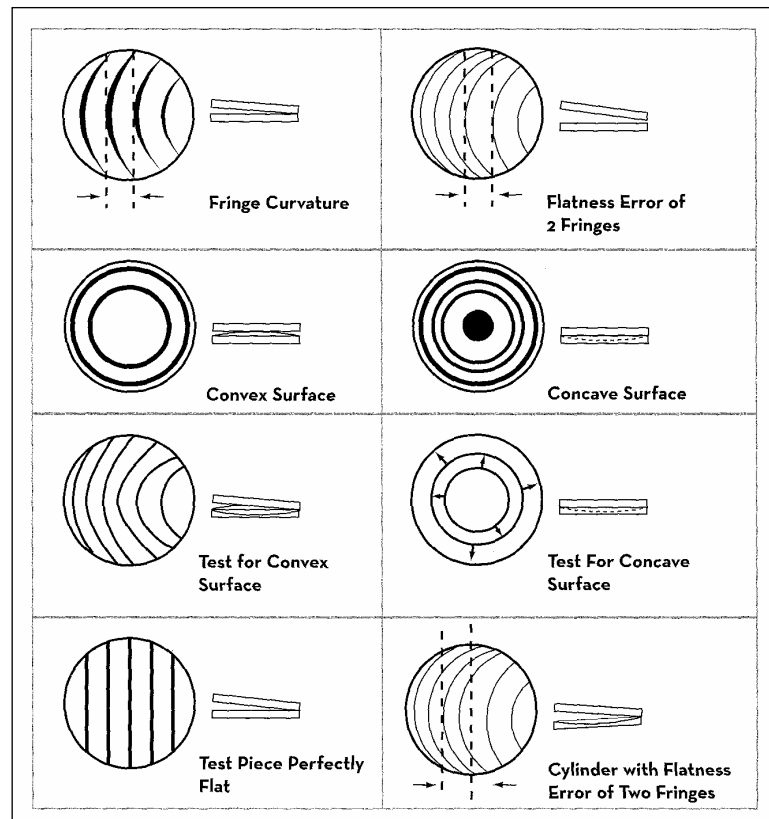 Fringe Curvature
Flatness Error of
2 Fringes
Convex Surface
Concave Surface
Test for Convex
Surface
Test For Concave
Surface
Test Piece Perfectly
Flat
Cylinder with Flatness
Error of Two Fringes